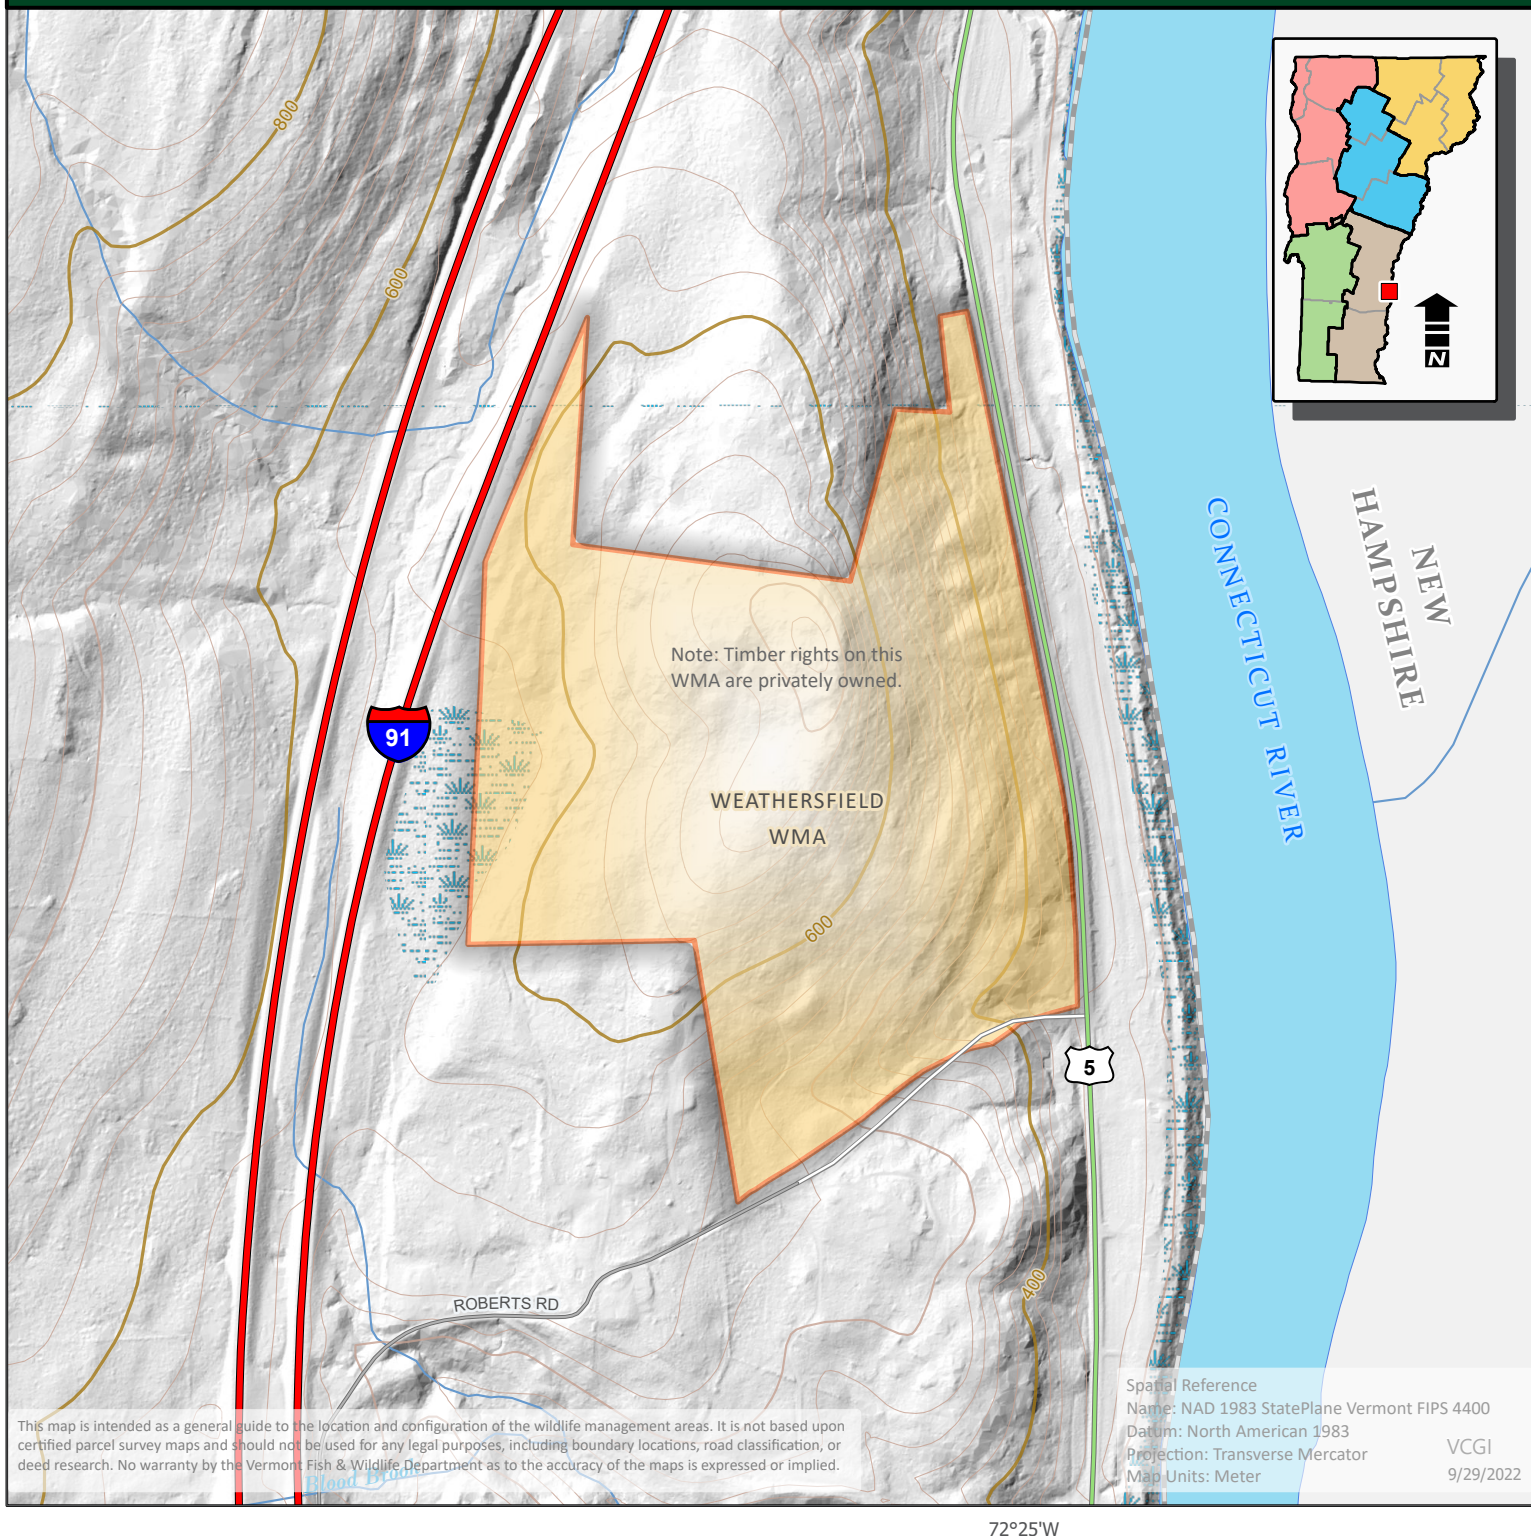 800
600
N
CONNECTICUT RIVER
NEW
HAMPSHIRE
Note: Timber rights on this
WMA are privately owned.
91
WEATHERSFIELD
WMA
600
5
400
ROBERTS RD
Spatial Reference
Name: NAD 1983 StatePlane Vermont FIPS 4400
Datum: North American 1983
Projection: Transverse Mercator
Map Units: Meter
VCGI
9/29/2022
This map is intended as a general guide to the location and configuration of the wildlife management areas. It is not based upon
certified parcel survey maps and should not be used for any legal purposes, including boundary locations, road classification, or
deed research. No warranty by the Vermont Fish & Wildlife Department as to the accuracy of the maps is expressed or implied.
Blood Brook
72°25'W